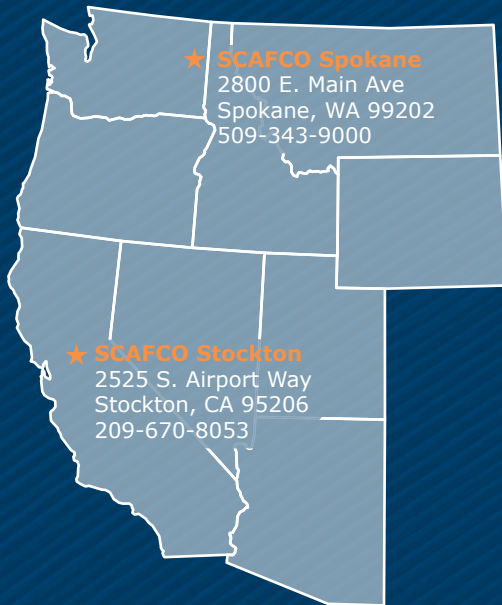 SCAFCO Spokane
2800 E. Main Ave
Spokane, WA 99202
509-343-9000
SCAFCO Stockton
2525 S. Airport Way
Stockton, CA 95206
209-670-8053